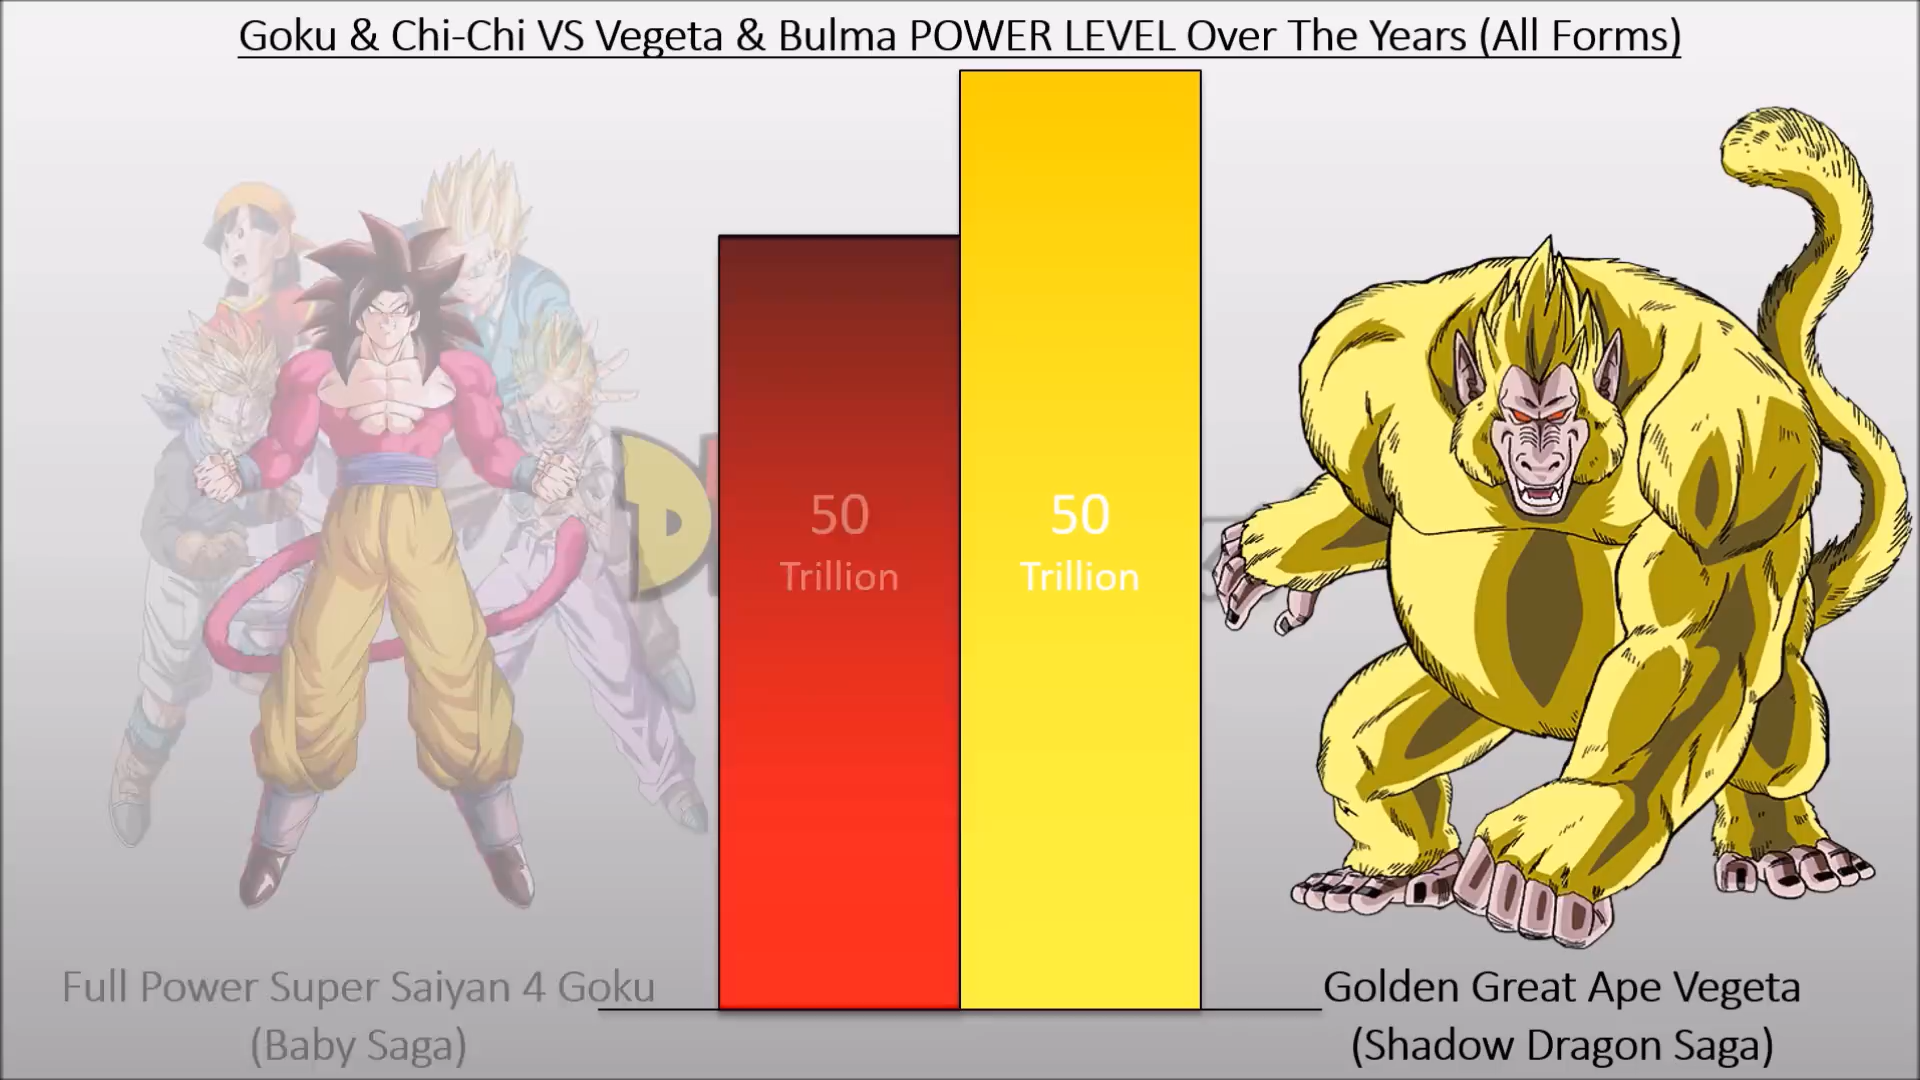 Goku & Chi-Chi VS Vegeta & Bulma POWER LEVEL Over The Years (All Forms)
50
Trillion
50
Trillion
Full Power Super Saiyan 4 Goku
(Baby Saga)
Golden Great Ape Vegeta
(Shadow Dragon Saga)